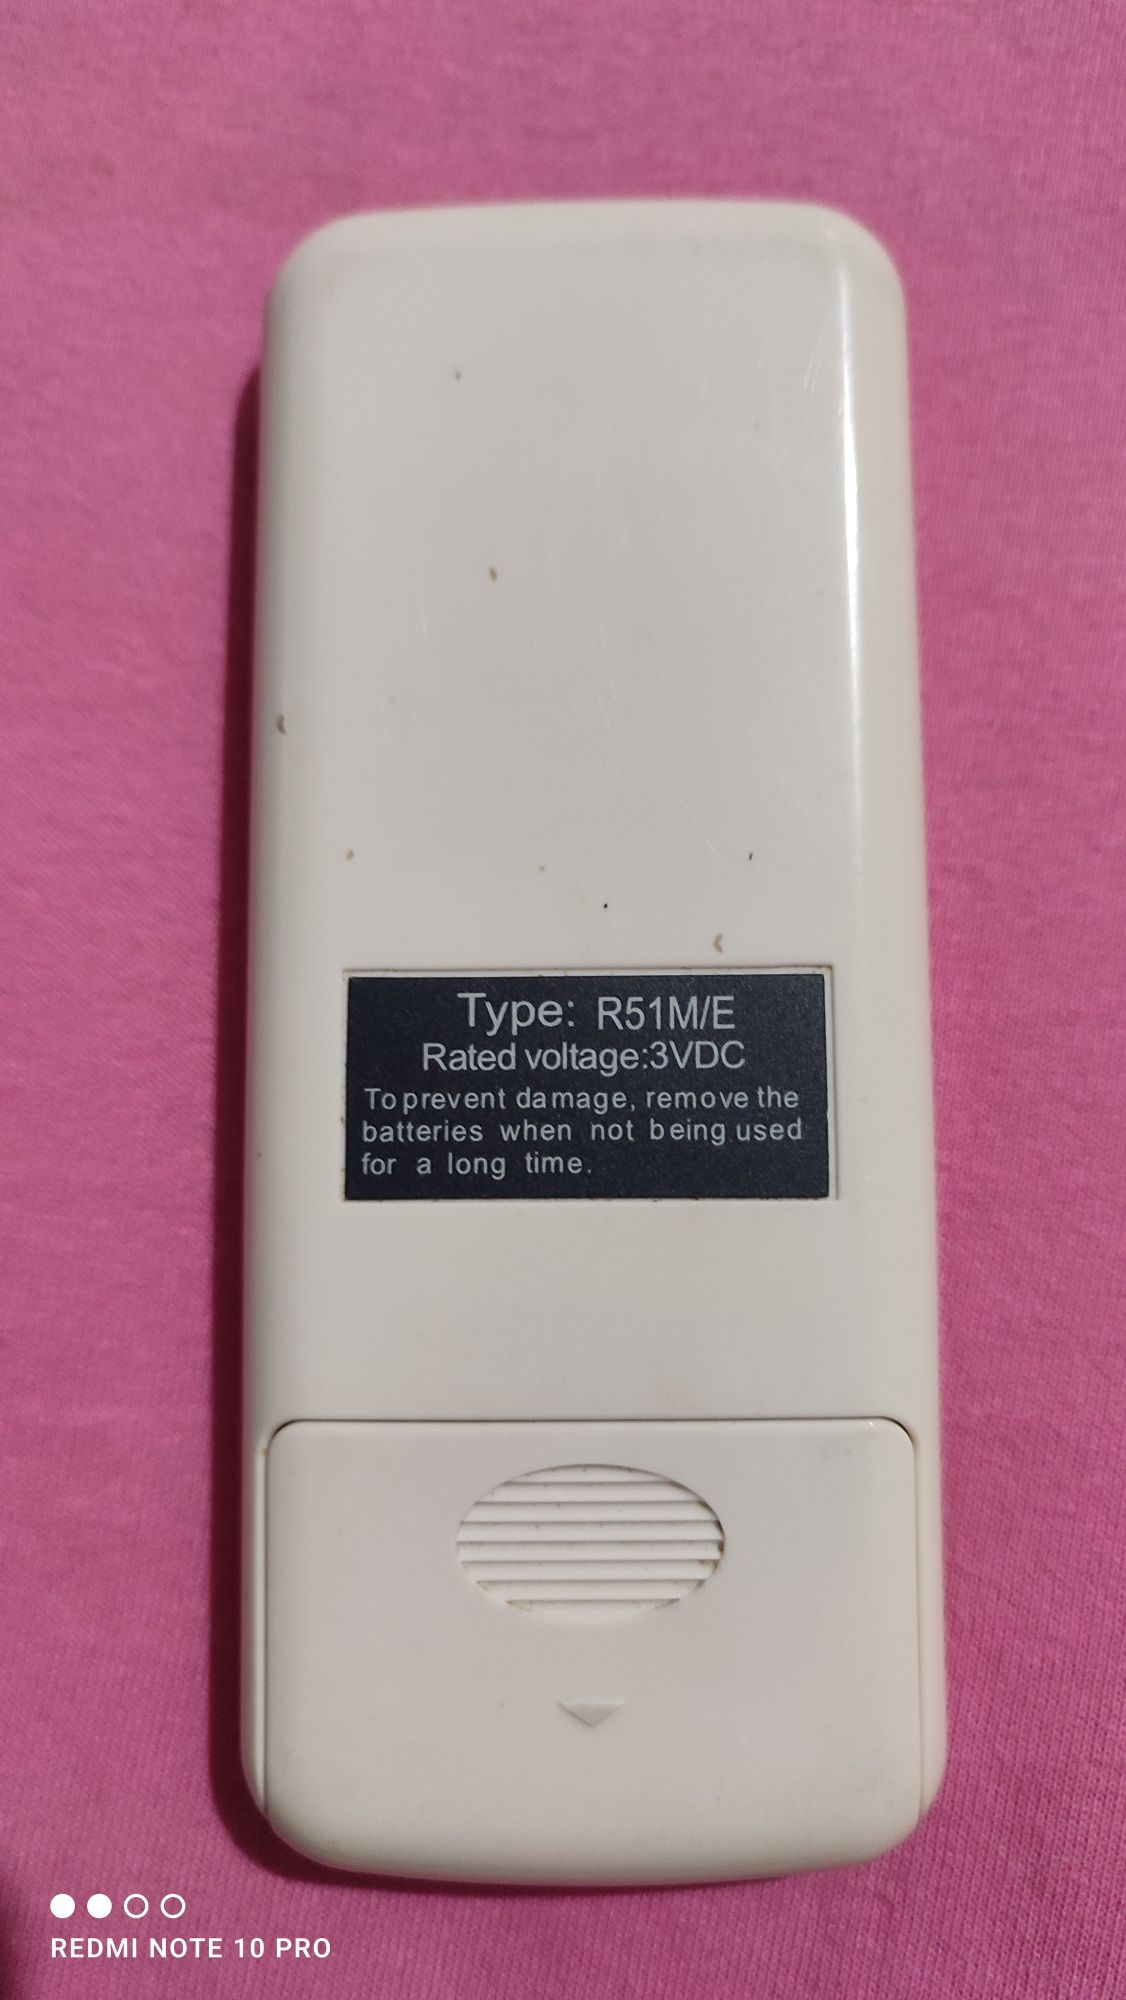 Type: R51M/E
Rated voltage:3VDC
To prevent damage, remove the
batteries when not being used
for a long time.
REDMI NOTE 10 PRO